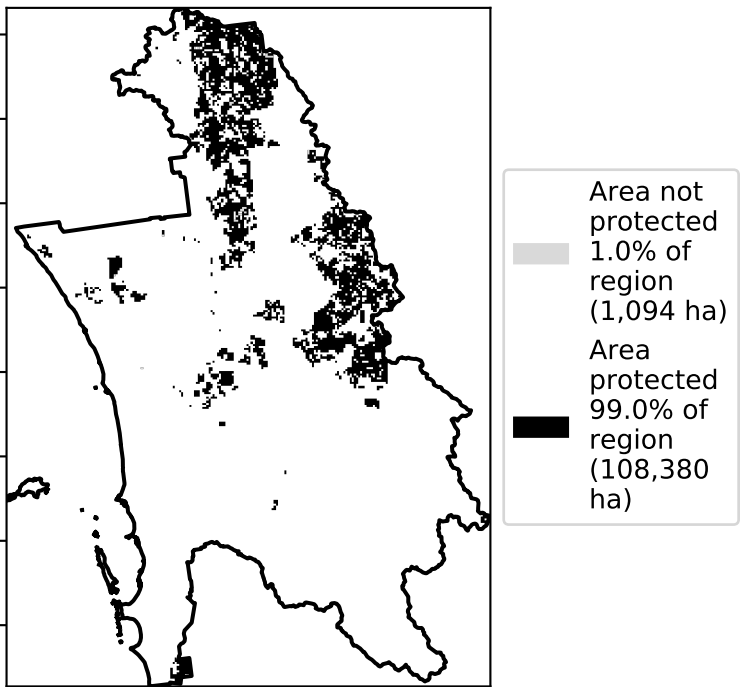 Area not
protected
1.0% of
region
(1,094 ha)
Area
protected
99.0% of
region
(108,380
ha)